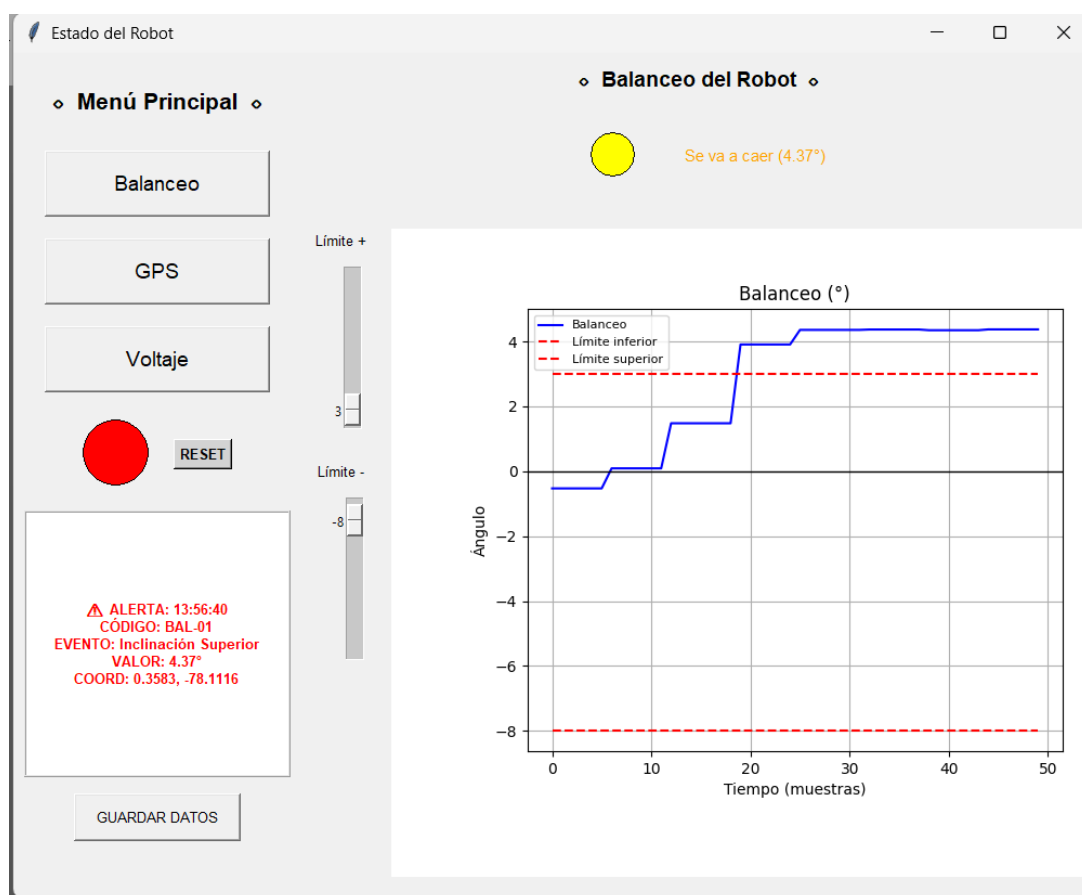 Estado del Robot
⋄ Menú Principal ⋄
Balanceo
GPS
Voltaje
RESET
⚠ ALERTA: 13:56:40
CÓDIGO: BAL-01
EVENTO: Inclinación Superior
VALOR: 4.37°
COORD: 0.3583, -78.1116
GUARDAR DATOS
Límite +
3
Límite -
-8
⋄ Balanceo del Robot ⋄
Se va a caer (4.37°)
Balanceo (°)
Balanceo
Límite inferior
Límite superior
Ángulo
4
2
0
−2
−4
−6
−8
0 10 20 30 40 50
Tiempo (muestras)